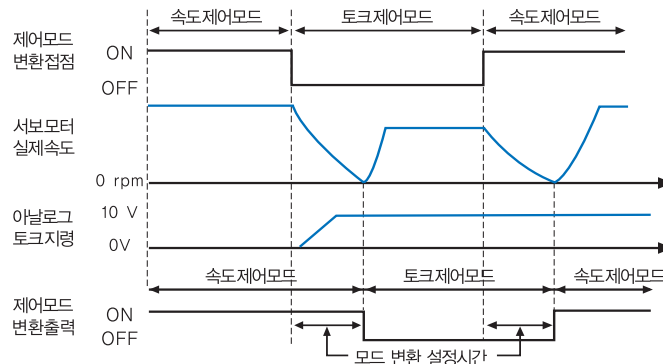 속도제어모드 토크제어모드 속도제어모드
제어모드
변환접점
ON
OFF
서보모터
실제속도
0 rpm
아날로그
토크지령
10 V
0V
속도제어모드 토크제어모드 속도제어모드
제어모드
변환출력
ON
OFF
모드 변환 설정시간